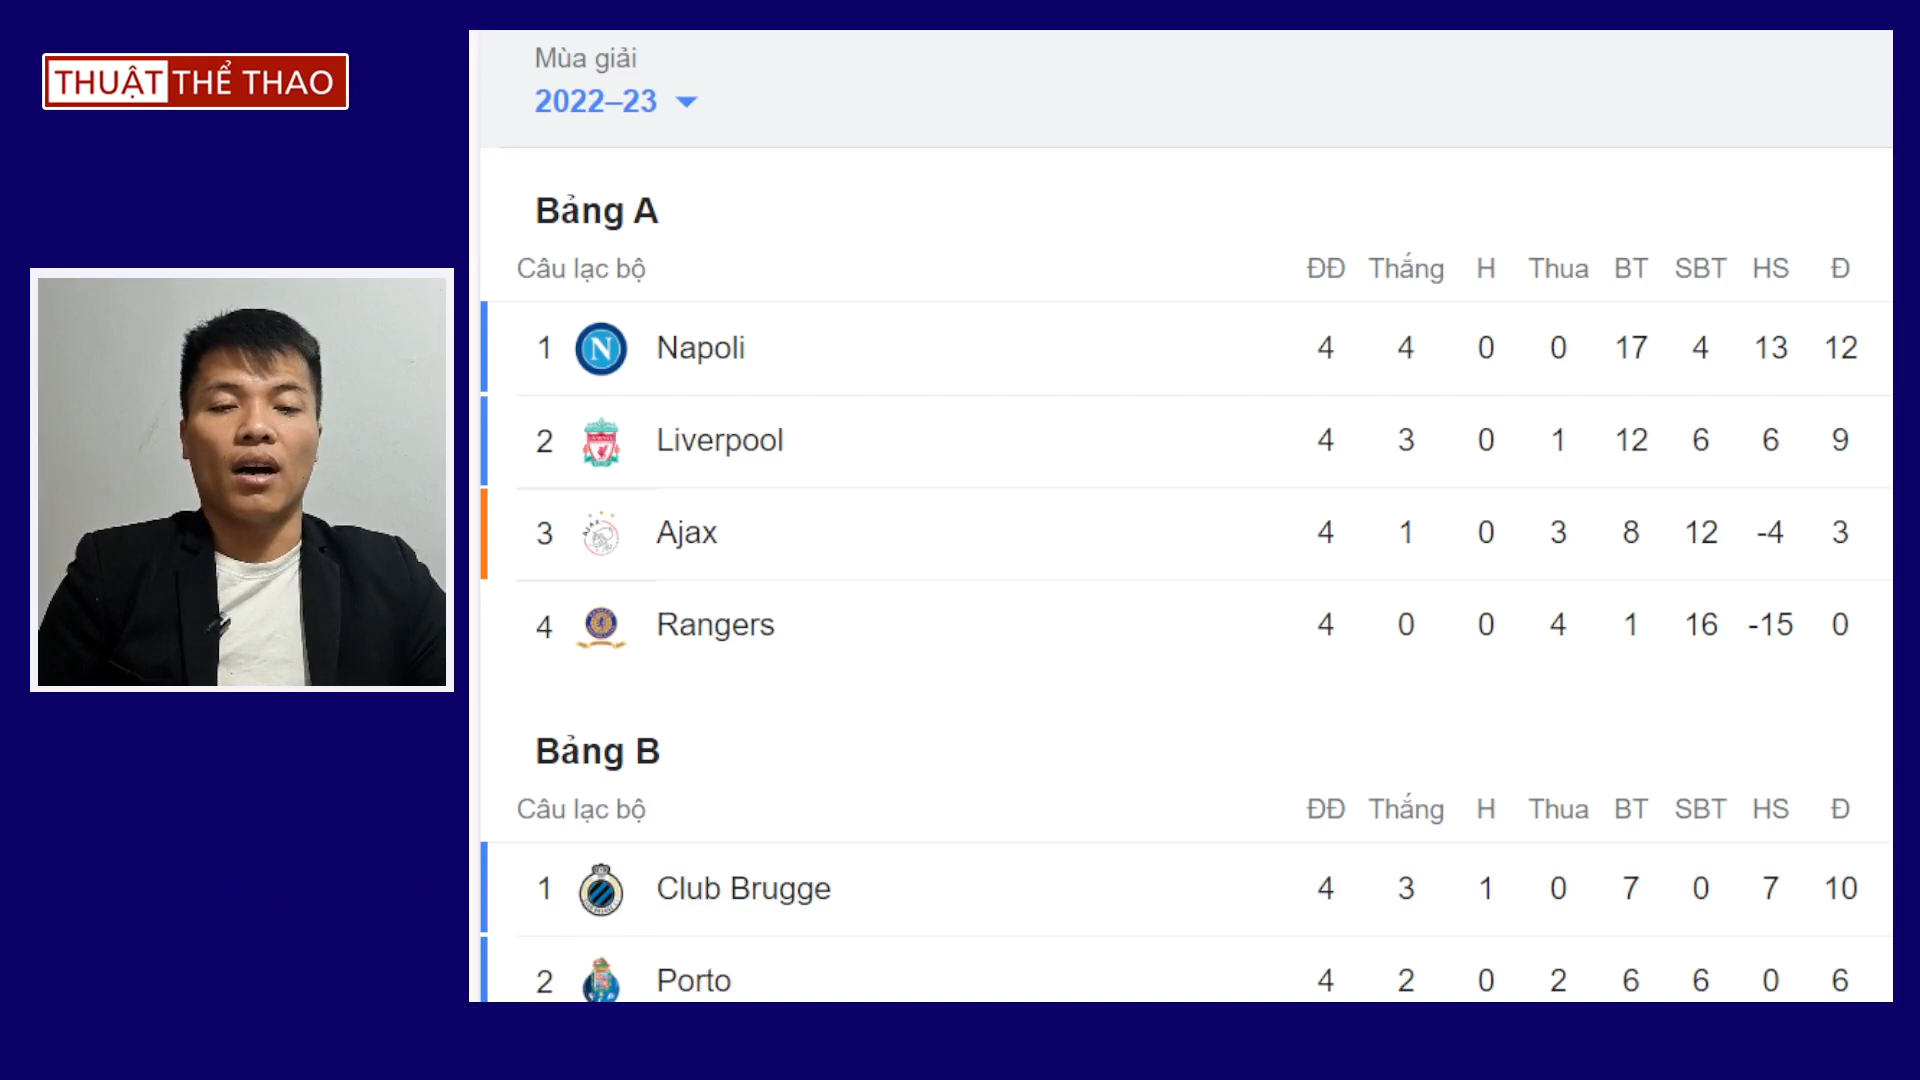 THUẬT THỂ THAO
Mùa giải
2022–23
Bảng A
Câu lạc bộ ĐĐ Thắng H Thua BT SBT HS Đ
1 Napoli 4 4 0 0 17 4 13 12
2 Liverpool 4 3 0 1 12 6 6 9
3 Ajax 4 1 0 3 8 12 -4 3
4 Rangers 4 0 0 4 1 16 -15 0
Bảng B
Câu lạc bộ ĐĐ Thắng H Thua BT SBT HS Đ
1 Club Brugge 4 3 1 0 7 0 7 10
2 Porto 4 2 0 2 6 6 0 6